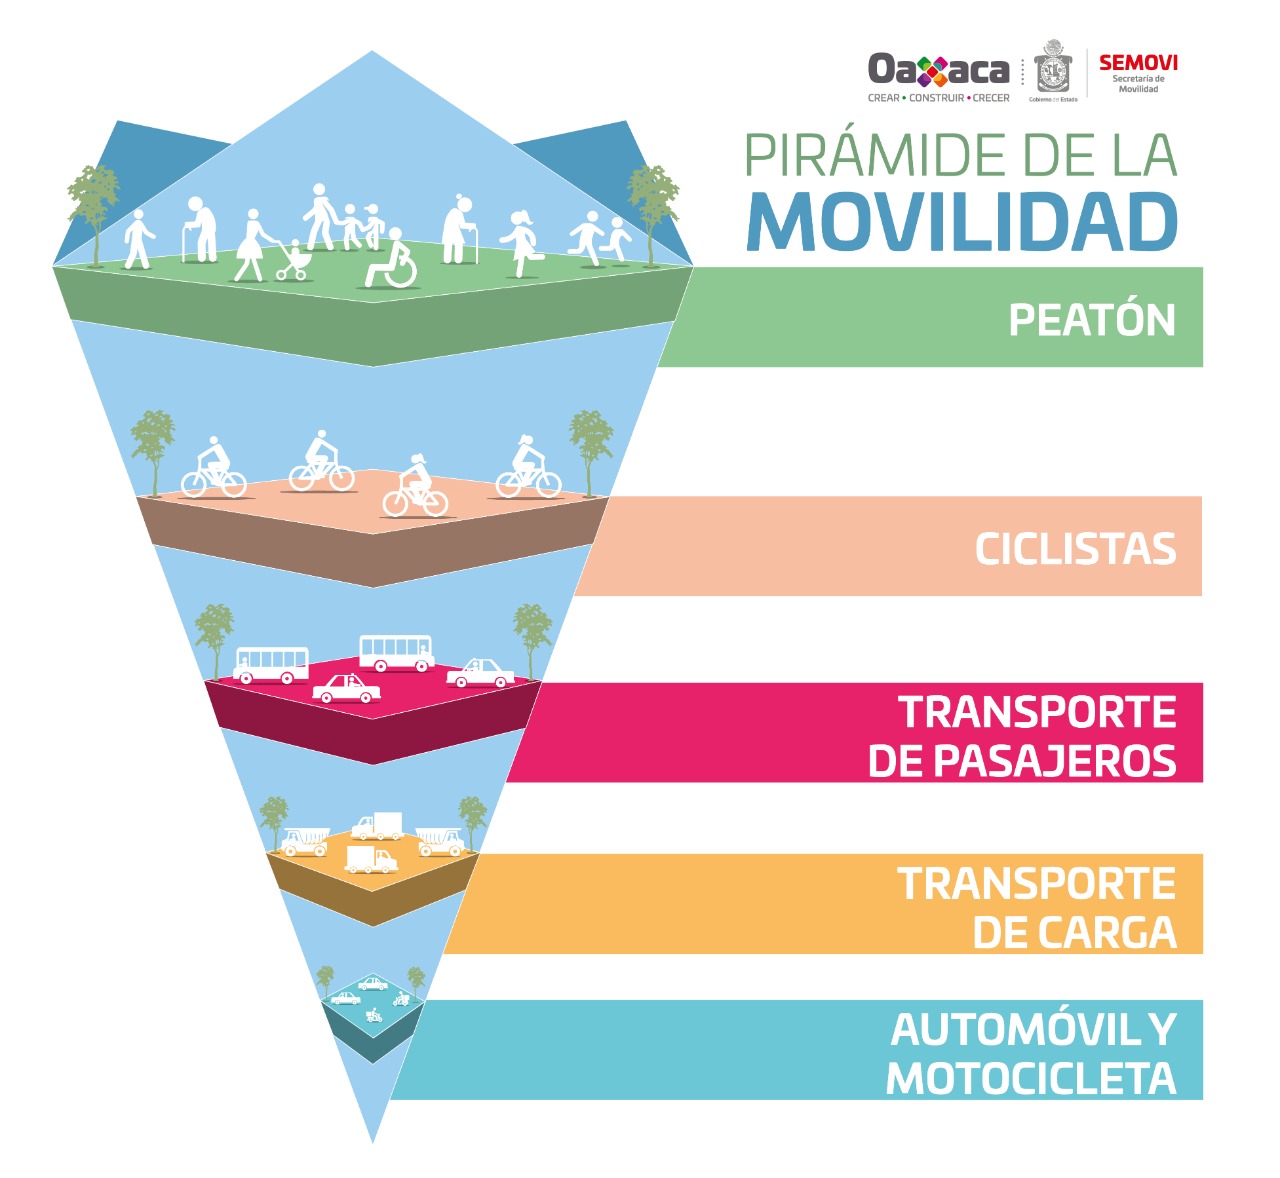 Oaxaca
CREAR • CONSTRUIR • CRECER
Gobierno del Estado
SEMOVI
Secretaría de
Movilidad
PIRÁMIDE DE LA
MOVILIDAD
PEATÓN
CICLISTAS
TRANSPORTE
DE PASAJEROS
TRANSPORTE
DE CARGA
AUTOMÓVIL Y
MOTOCICLETA